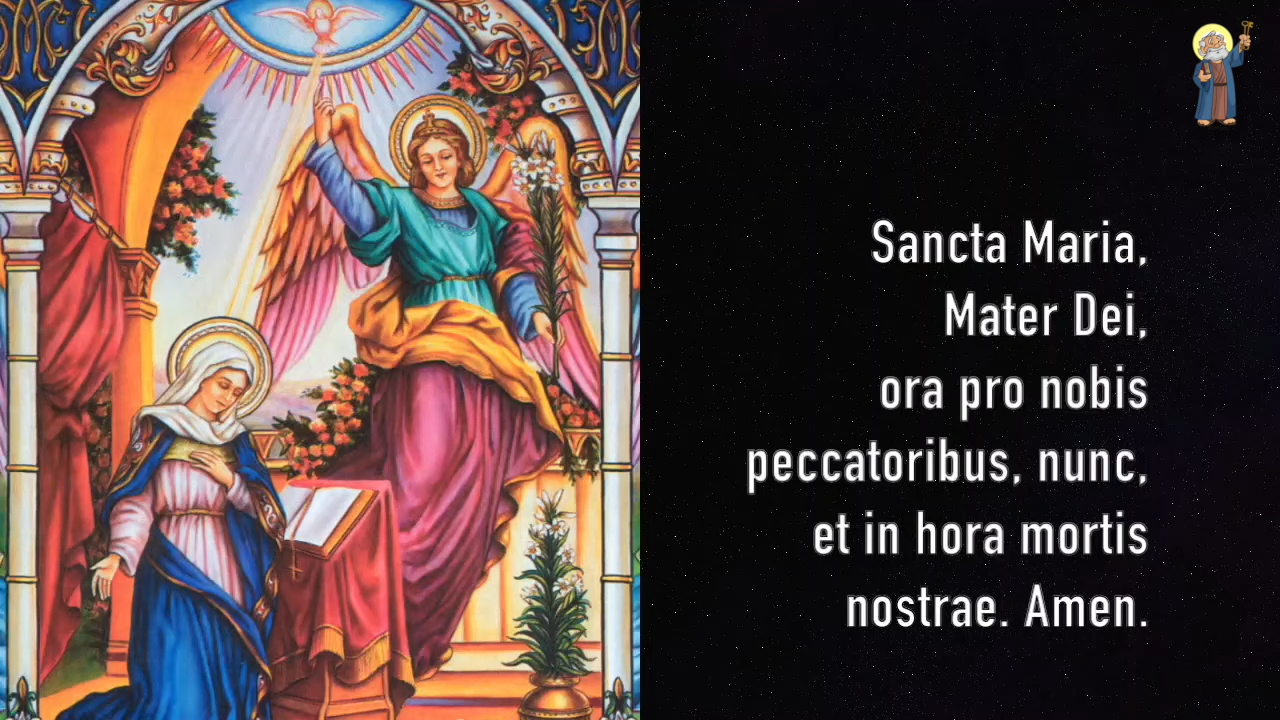 Sancta Maria,
Mater Dei,
ora pro nobis
peccatoribus, nunc,
et in hora mortis
nostrae. Amen.